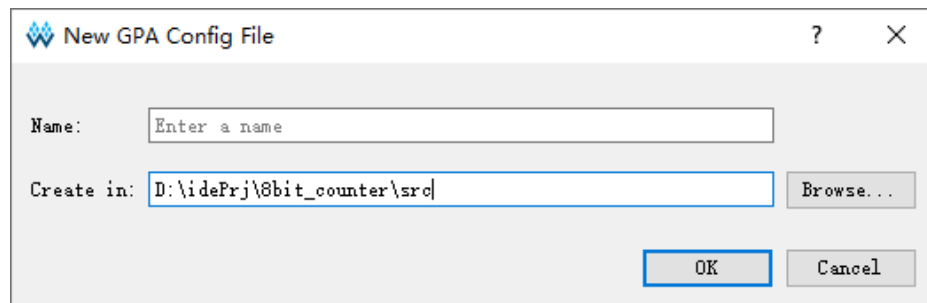 New GPA Config File ?
Name: Enter a name
Create in: D:\idePrj\8bit_counter\src Browse...
OK Cancel